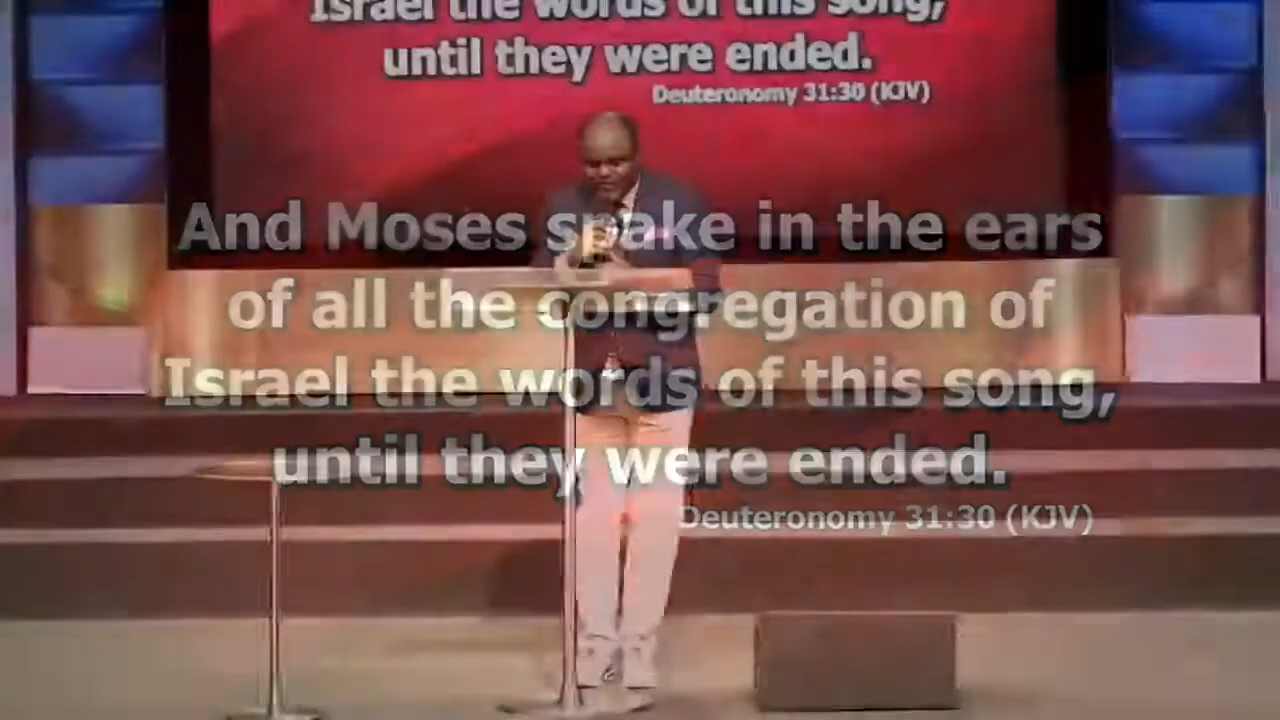 Israel the words of this song,
until they were ended.
Deuteronomy 31:30 (KJV)
And Moses spake in the ears
of all the congregation of
Israel the words of this song,
until they were ended.
Deuteronomy 31:30 (KJV)